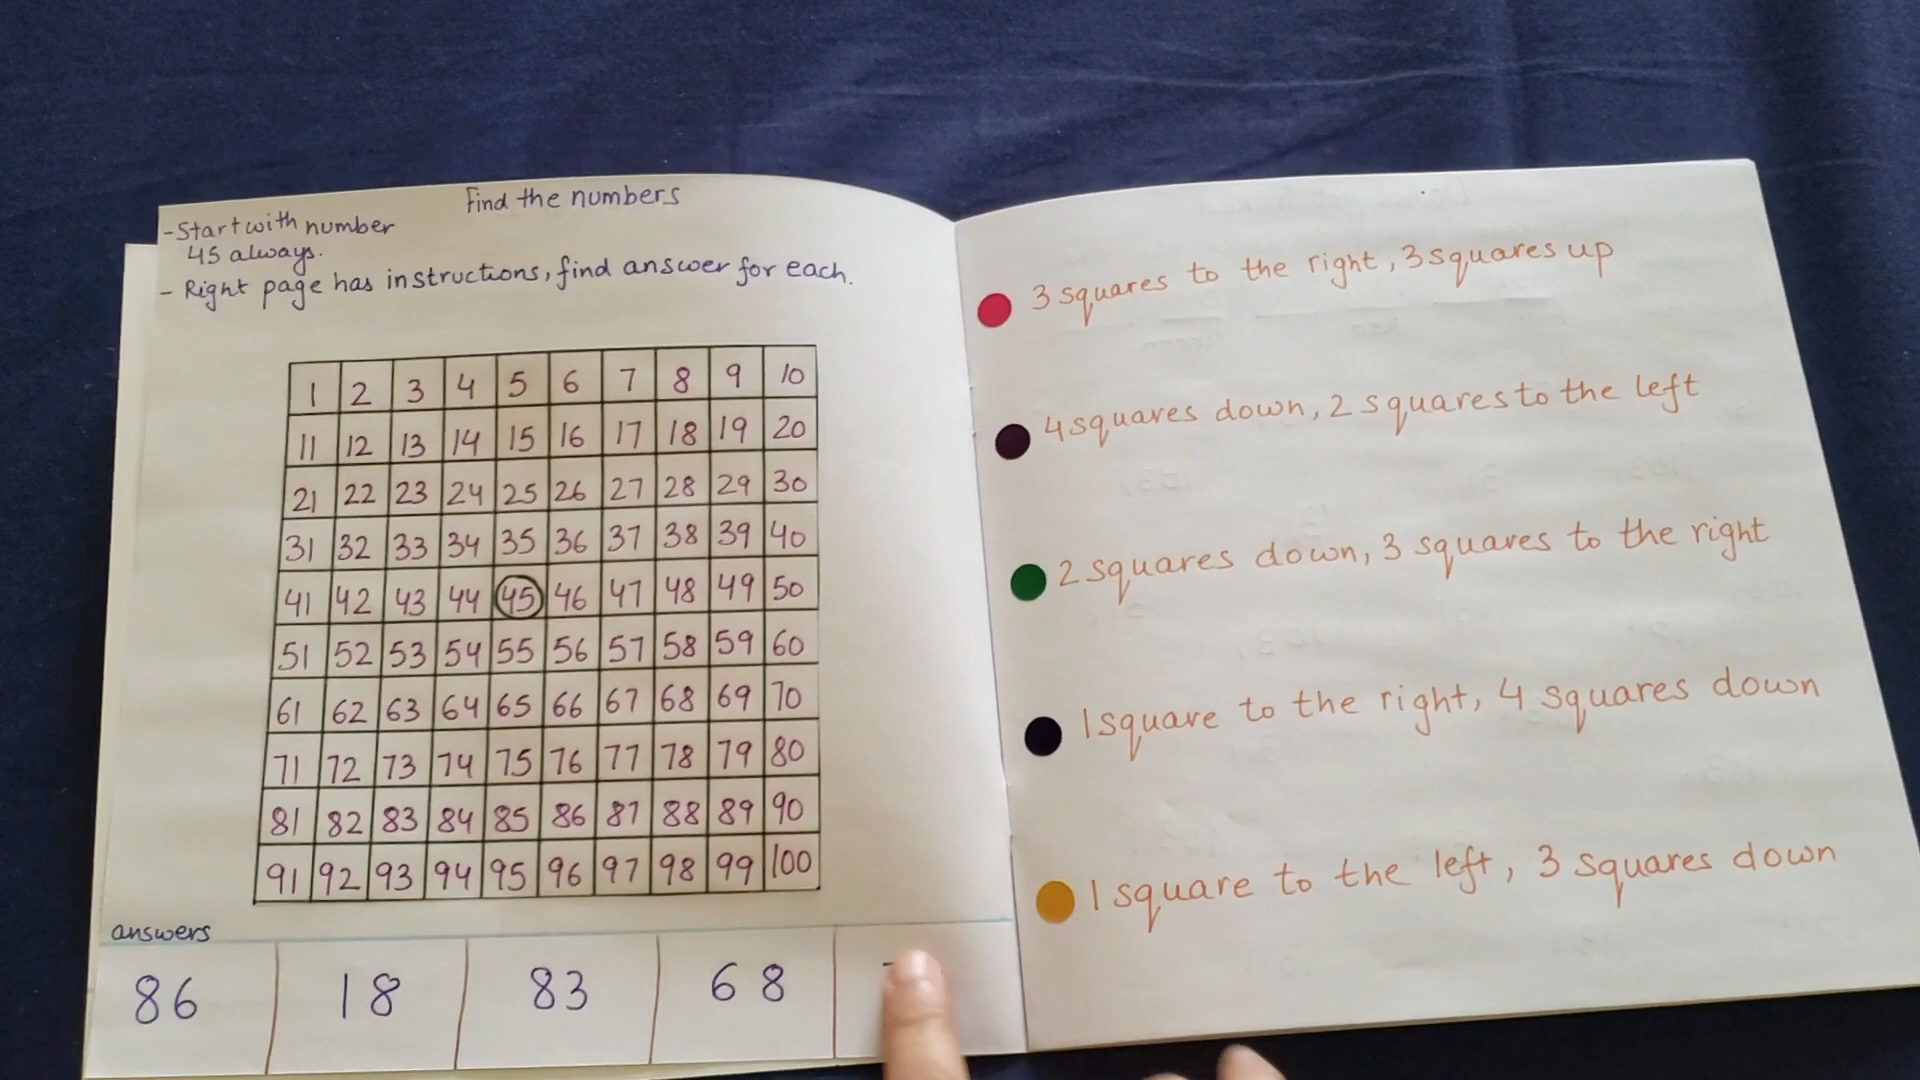 Find the numbers
- Start with number
45 always.
- Right page has instructions, find answer for each.
1 2 3 4 5 6 7 8 9 10
11 12 13 14 15 16 17 18 19 20
21 22 23 24 25 26 27 28 29 30
31 32 33 34 35 36 37 38 39 40
41 42 43 44 45 46 47 48 49 50
51 52 53 54 55 56 57 58 59 60
61 62 63 64 65 66 67 68 69 70
71 72 73 74 75 76 77 78 79 80
81 82 83 84 85 86 87 88 89 90
91 92 93 94 95 96 97 98 99 100
answers
86 18 83 68
3 squares to the right, 3 squares up
4 squares down, 2 squares to the left
2 squares down, 3 squares to the right
1 square to the right, 4 squares down
1 square to the left, 3 squares down